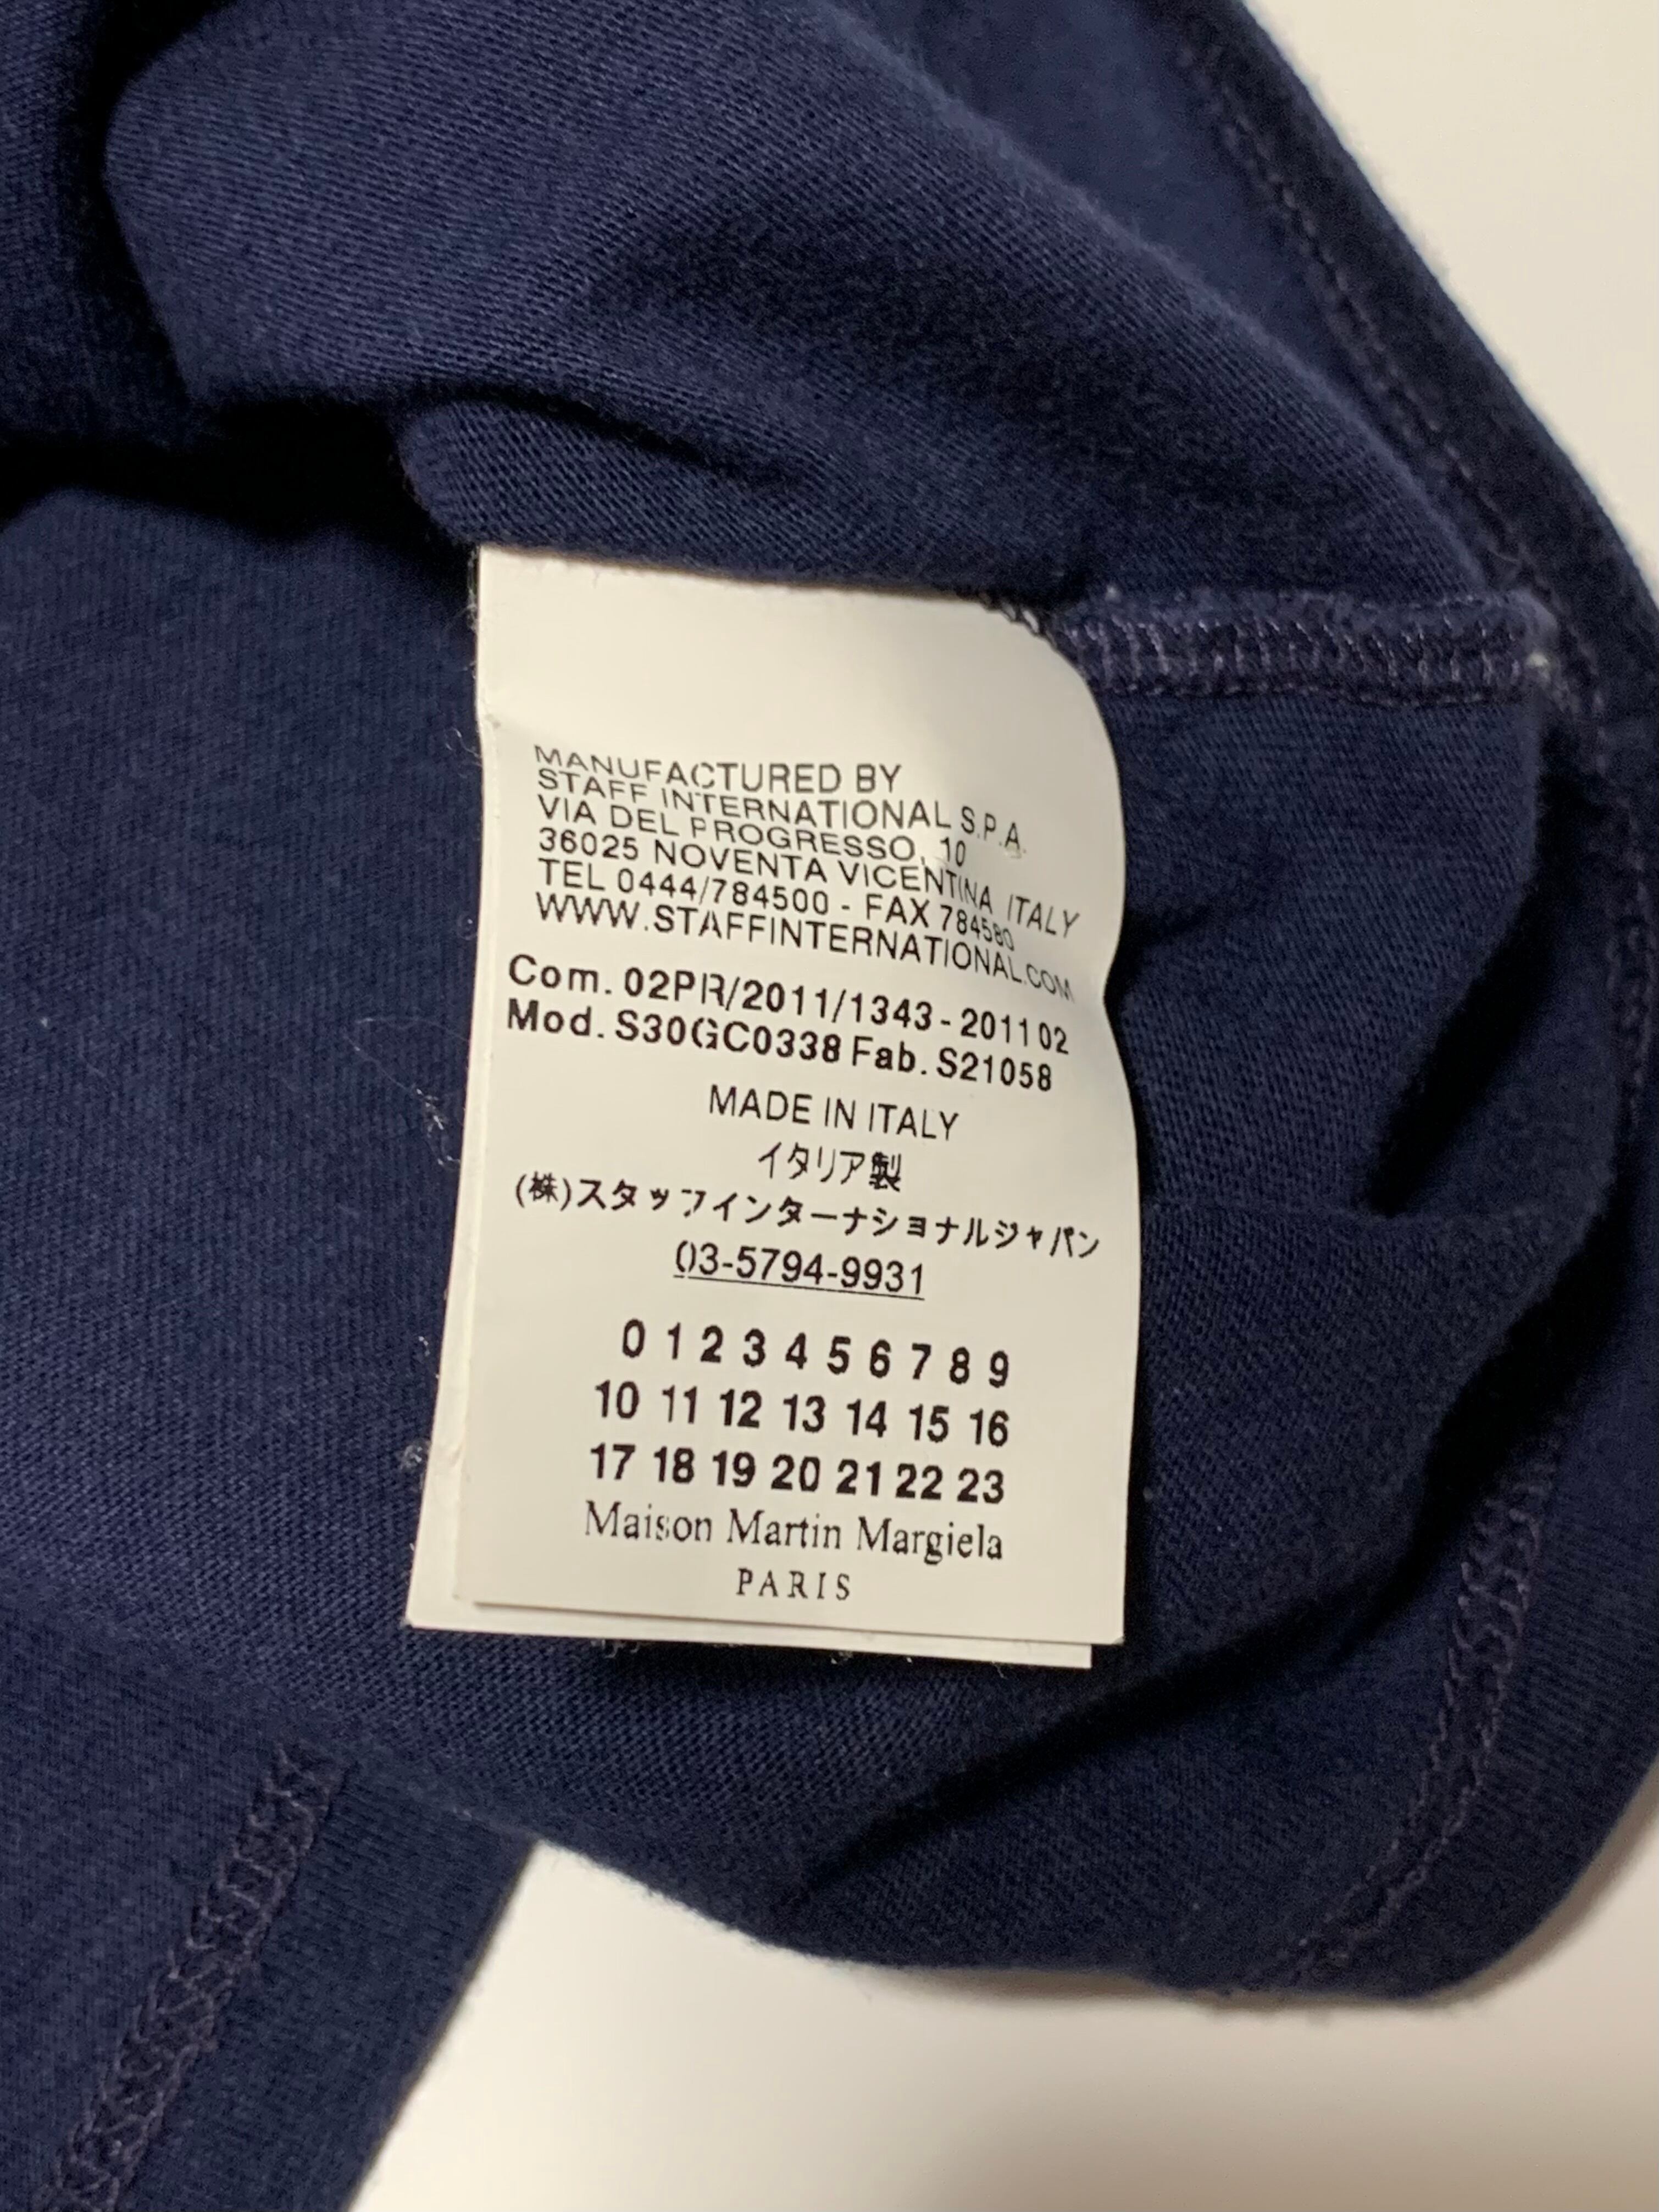 MANUFACTURED BY
STAFF INTERNATIONAL S.P.A.
VIA DEL PROGRESSO, 10
36025 NOVENTA VICENTINA ITALY
TEL 0444/784500 - FAX 784580
WWW.STAFFINTERNATIONAL.COM
Com. 02PR/2011/1343 - 2011 02
Mod. S30GC0338 Fab. S21058
MADE IN ITALY
イタリア製
(株)スタッフインターナショナルジャパン
03-5794-9931
0 1 2 3 4 5 6 7 8 9
10 11 12 13 14 15 16
17 18 19 20 21 22 23
Maison Martin Margiela
PARIS